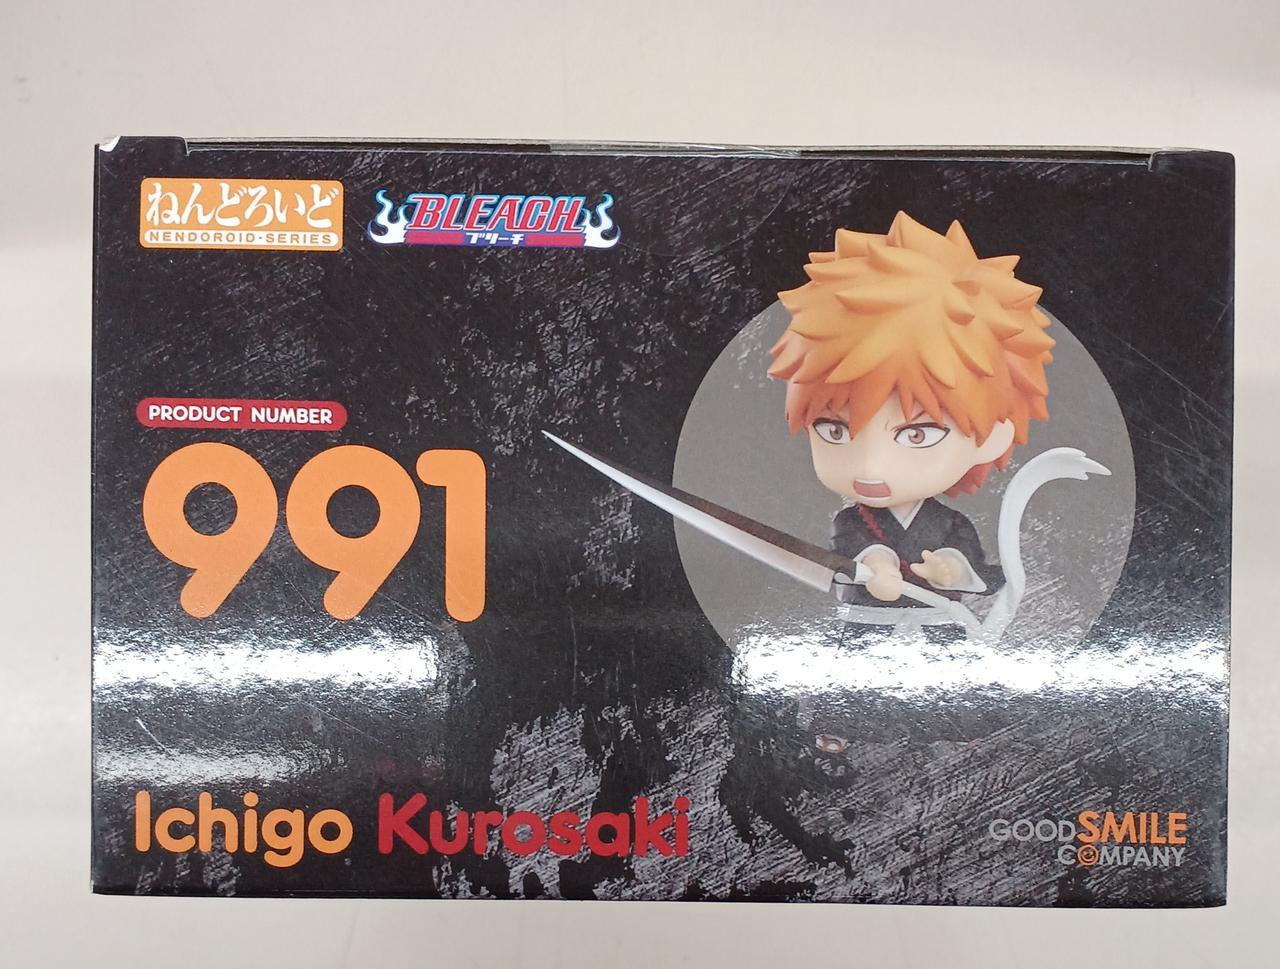 ねんどろいど
NENDOROID·SERIES
BLEACH
ブリーチ
PRODUCT NUMBER
991
Ichigo Kurosaki
GOOD SMILE
COMPANY